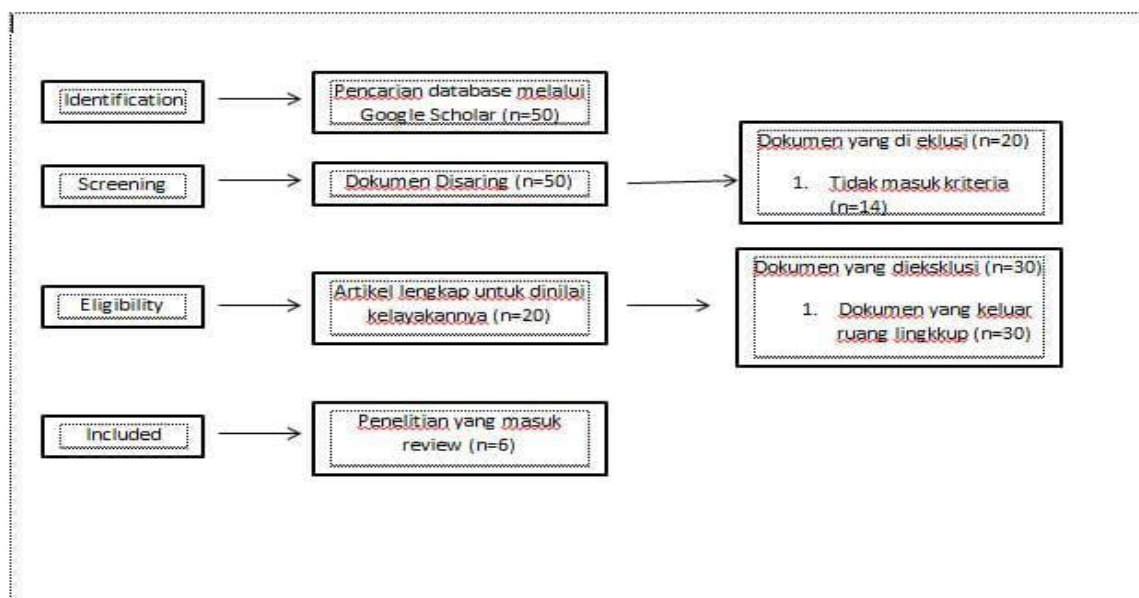 Identification
Pencarian database melalui
Google Scholar (n=50)
Screening
Dokumen Disaring (n=50)
Dokumen yang di eklusi (n=20)
1. Tidak masuk kriteria
(n=14)
Eligibility
Artikel lengkap untuk dinilai
kelayakannya (n=20)
Dokumen yang dieksklusi (n=30)
1. Dokumen yang keluar
ruang lingkkup (n=30)
Included
Penelitian yang masuk
review (n=6)